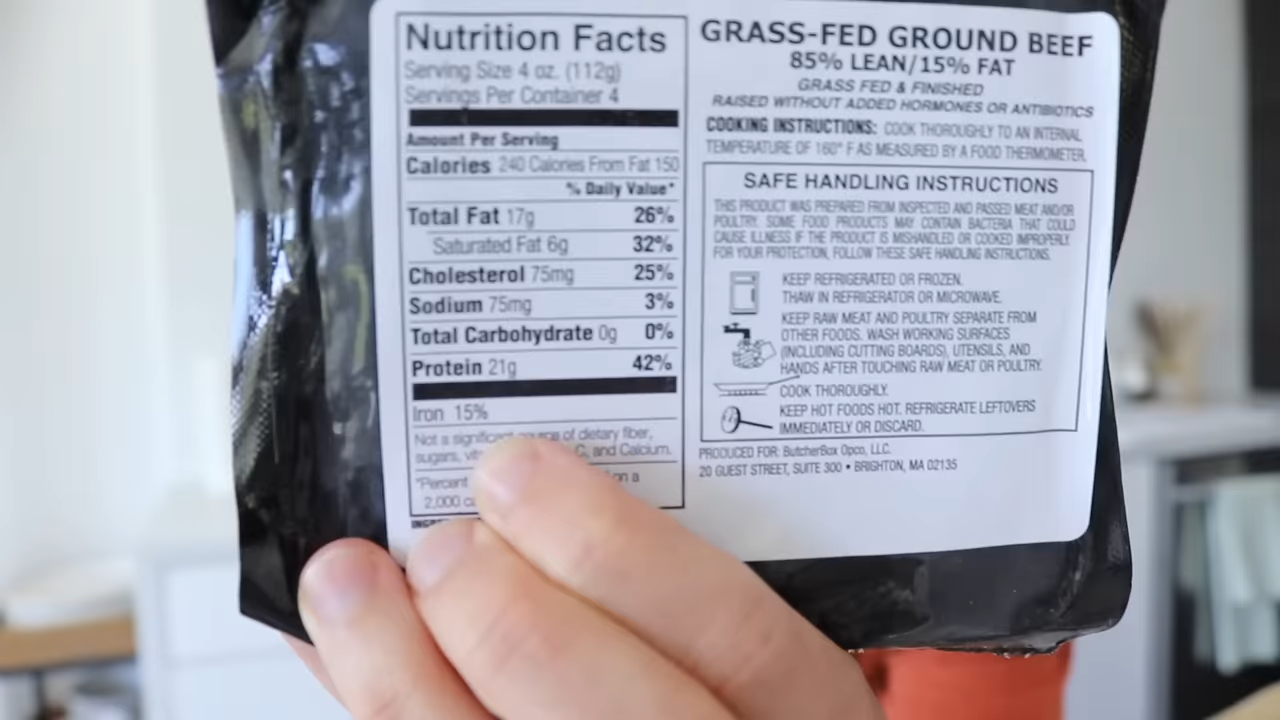 Nutrition Facts
Serving Size 4 oz. (112g)
Servings Per Container 4
Amount Per Serving
Calories 240 Calories From Fat 150
% Daily Value*
Total Fat 17g 26%
Saturated Fat 6g 32%
Cholesterol 75mg 25%
Sodium 75mg 3%
Total Carbohydrate 0g 0%
Protein 21g 42%
Iron 15%
Not a significant of dietary fiber,
sugars, C, and Calcium.
*Percent on a
2,000
GRASS-FED GROUND BEEF
85% LEAN/15% FAT
GRASS FED & FINISHED
RAISED WITHOUT ADDED HORMONES OR ANTIBIOTICS
COOKING INSTRUCTIONS: COOK THOROUGHLY TO AN INTERNAL
TEMPERATURE OF 160° F AS MEASURED BY A FOOD THERMOMETER.
SAFE HANDLING INSTRUCTIONS
THIS PRODUCT WAS PREPARED FROM INSPECTED AND PASSED MEAT AND/OR
POULTRY. SOME FOOD PRODUCTS MAY CONTAIN BACTERIA THAT COULD
CAUSE ILLNESS IF THE PRODUCT IS MISHANDLED OR COOKED IMPROPERLY.
FOR YOUR PROTECTION, FOLLOW THESE SAFE HANDLING INSTRUCTIONS.
KEEP REFRIGERATED OR FROZEN.
THAW IN REFRIGERATOR OR MICROWAVE.
KEEP RAW MEAT AND POULTRY SEPARATE FROM
OTHER FOODS. WASH WORKING SURFACES
(INCLUDING CUTTING BOARDS), UTENSILS, AND
HANDS AFTER TOUCHING RAW MEAT OR POULTRY.
COOK THOROUGHLY.
KEEP HOT FOODS HOT. REFRIGERATE LEFTOVERS
IMMEDIATELY OR DISCARD.
PRODUCED FOR: ButcherBox Opco, LLC.
20 GUEST STREET, SUITE 300 • BRIGHTON, MA 02135